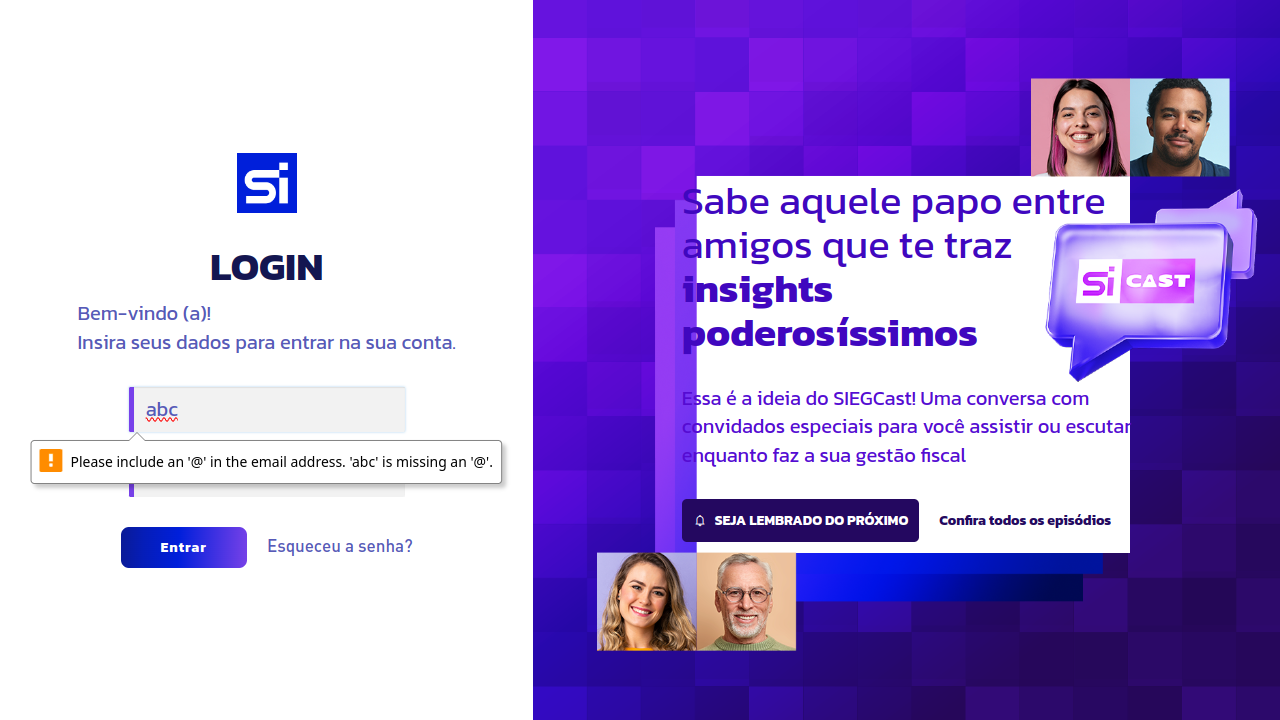 Si
LOGIN
Bem-vindo (a)!
Insira seus dados para entrar na sua conta.
abc
Please include an '@' in the email address. 'abc' is missing an '@'.
Entrar
Esqueceu a senha?
Sabe aquele papo entre
amigos que te traz
insights
poderosíssimos
Si CAST
Essa é a ideia do SIEGCast! Uma conversa com
convidados especiais para você assistir ou escutar
enquanto faz a sua gestão fiscal
SEJA LEMBRADO DO PRÓXIMO
Confira todos os episódios